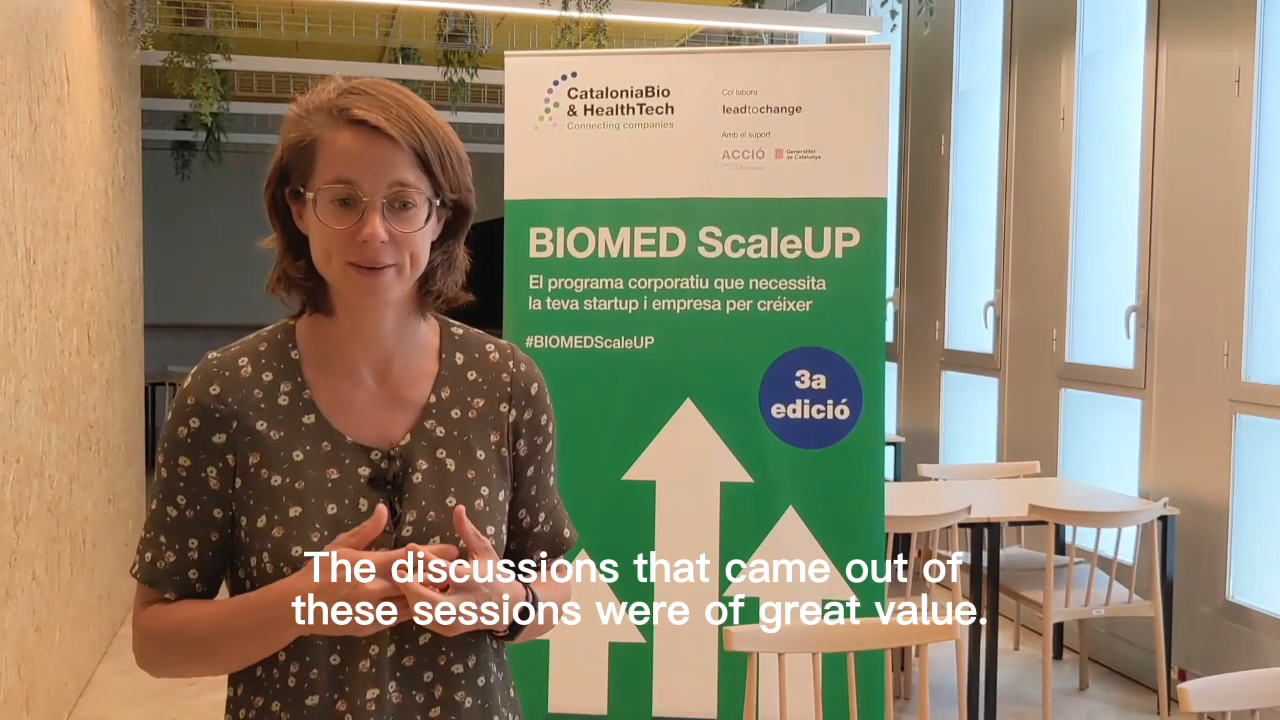 CataloniaBio
& HealthTech
Connecting companies
Col·labora
leadtochange
Amb el suport
ACCIÓ
Generalitat
de Catalunya
BIOMED ScaleUP
El programa corporatiu que necessita
la teva startup i empresa per créixer
#BIOMEDScaleUP
3a
edició
The discussions that came out of
these sessions were of great value.